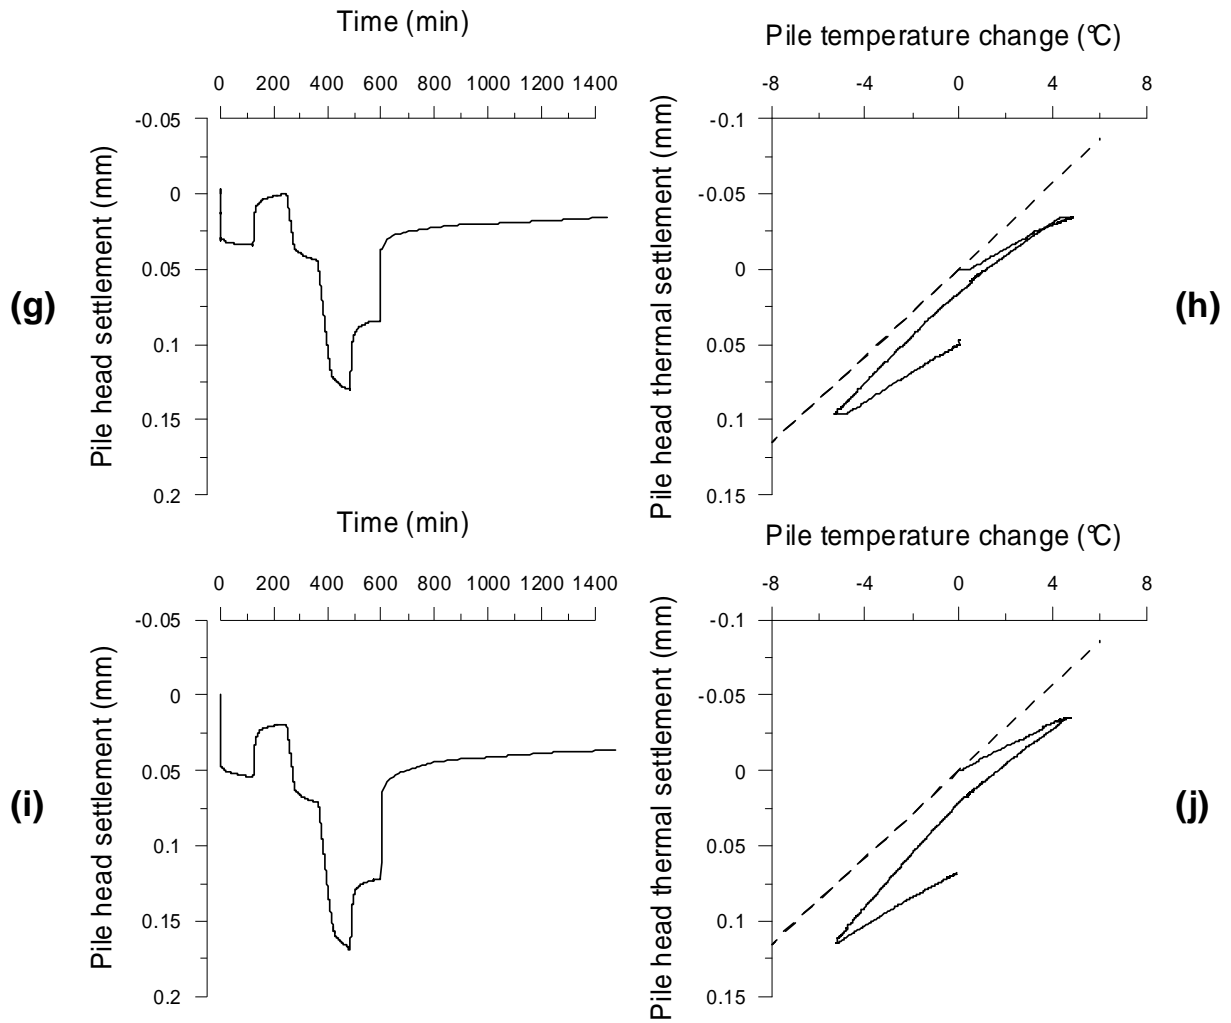 Time (min)
0 200 400 600 800 1000 1200 1400
Pile head settlement (mm)
-0.05
0
0.05
0.1
0.15
0.2
(g)
Pile temperature change (°C)
-8 -4 0 4 8
Pile head thermal settlement (mm)
-0.1
-0.05
0
0.05
0.1
0.15
(h)
Time (min)
0 200 400 600 800 1000 1200 1400
Pile head settlement (mm)
-0.05
0
0.05
0.1
0.15
0.2
(i)
Pile temperature change (°C)
-8 -4 0 4 8
Pile head thermal settlement (mm)
-0.1
-0.05
0
0.05
0.1
0.15
(j)